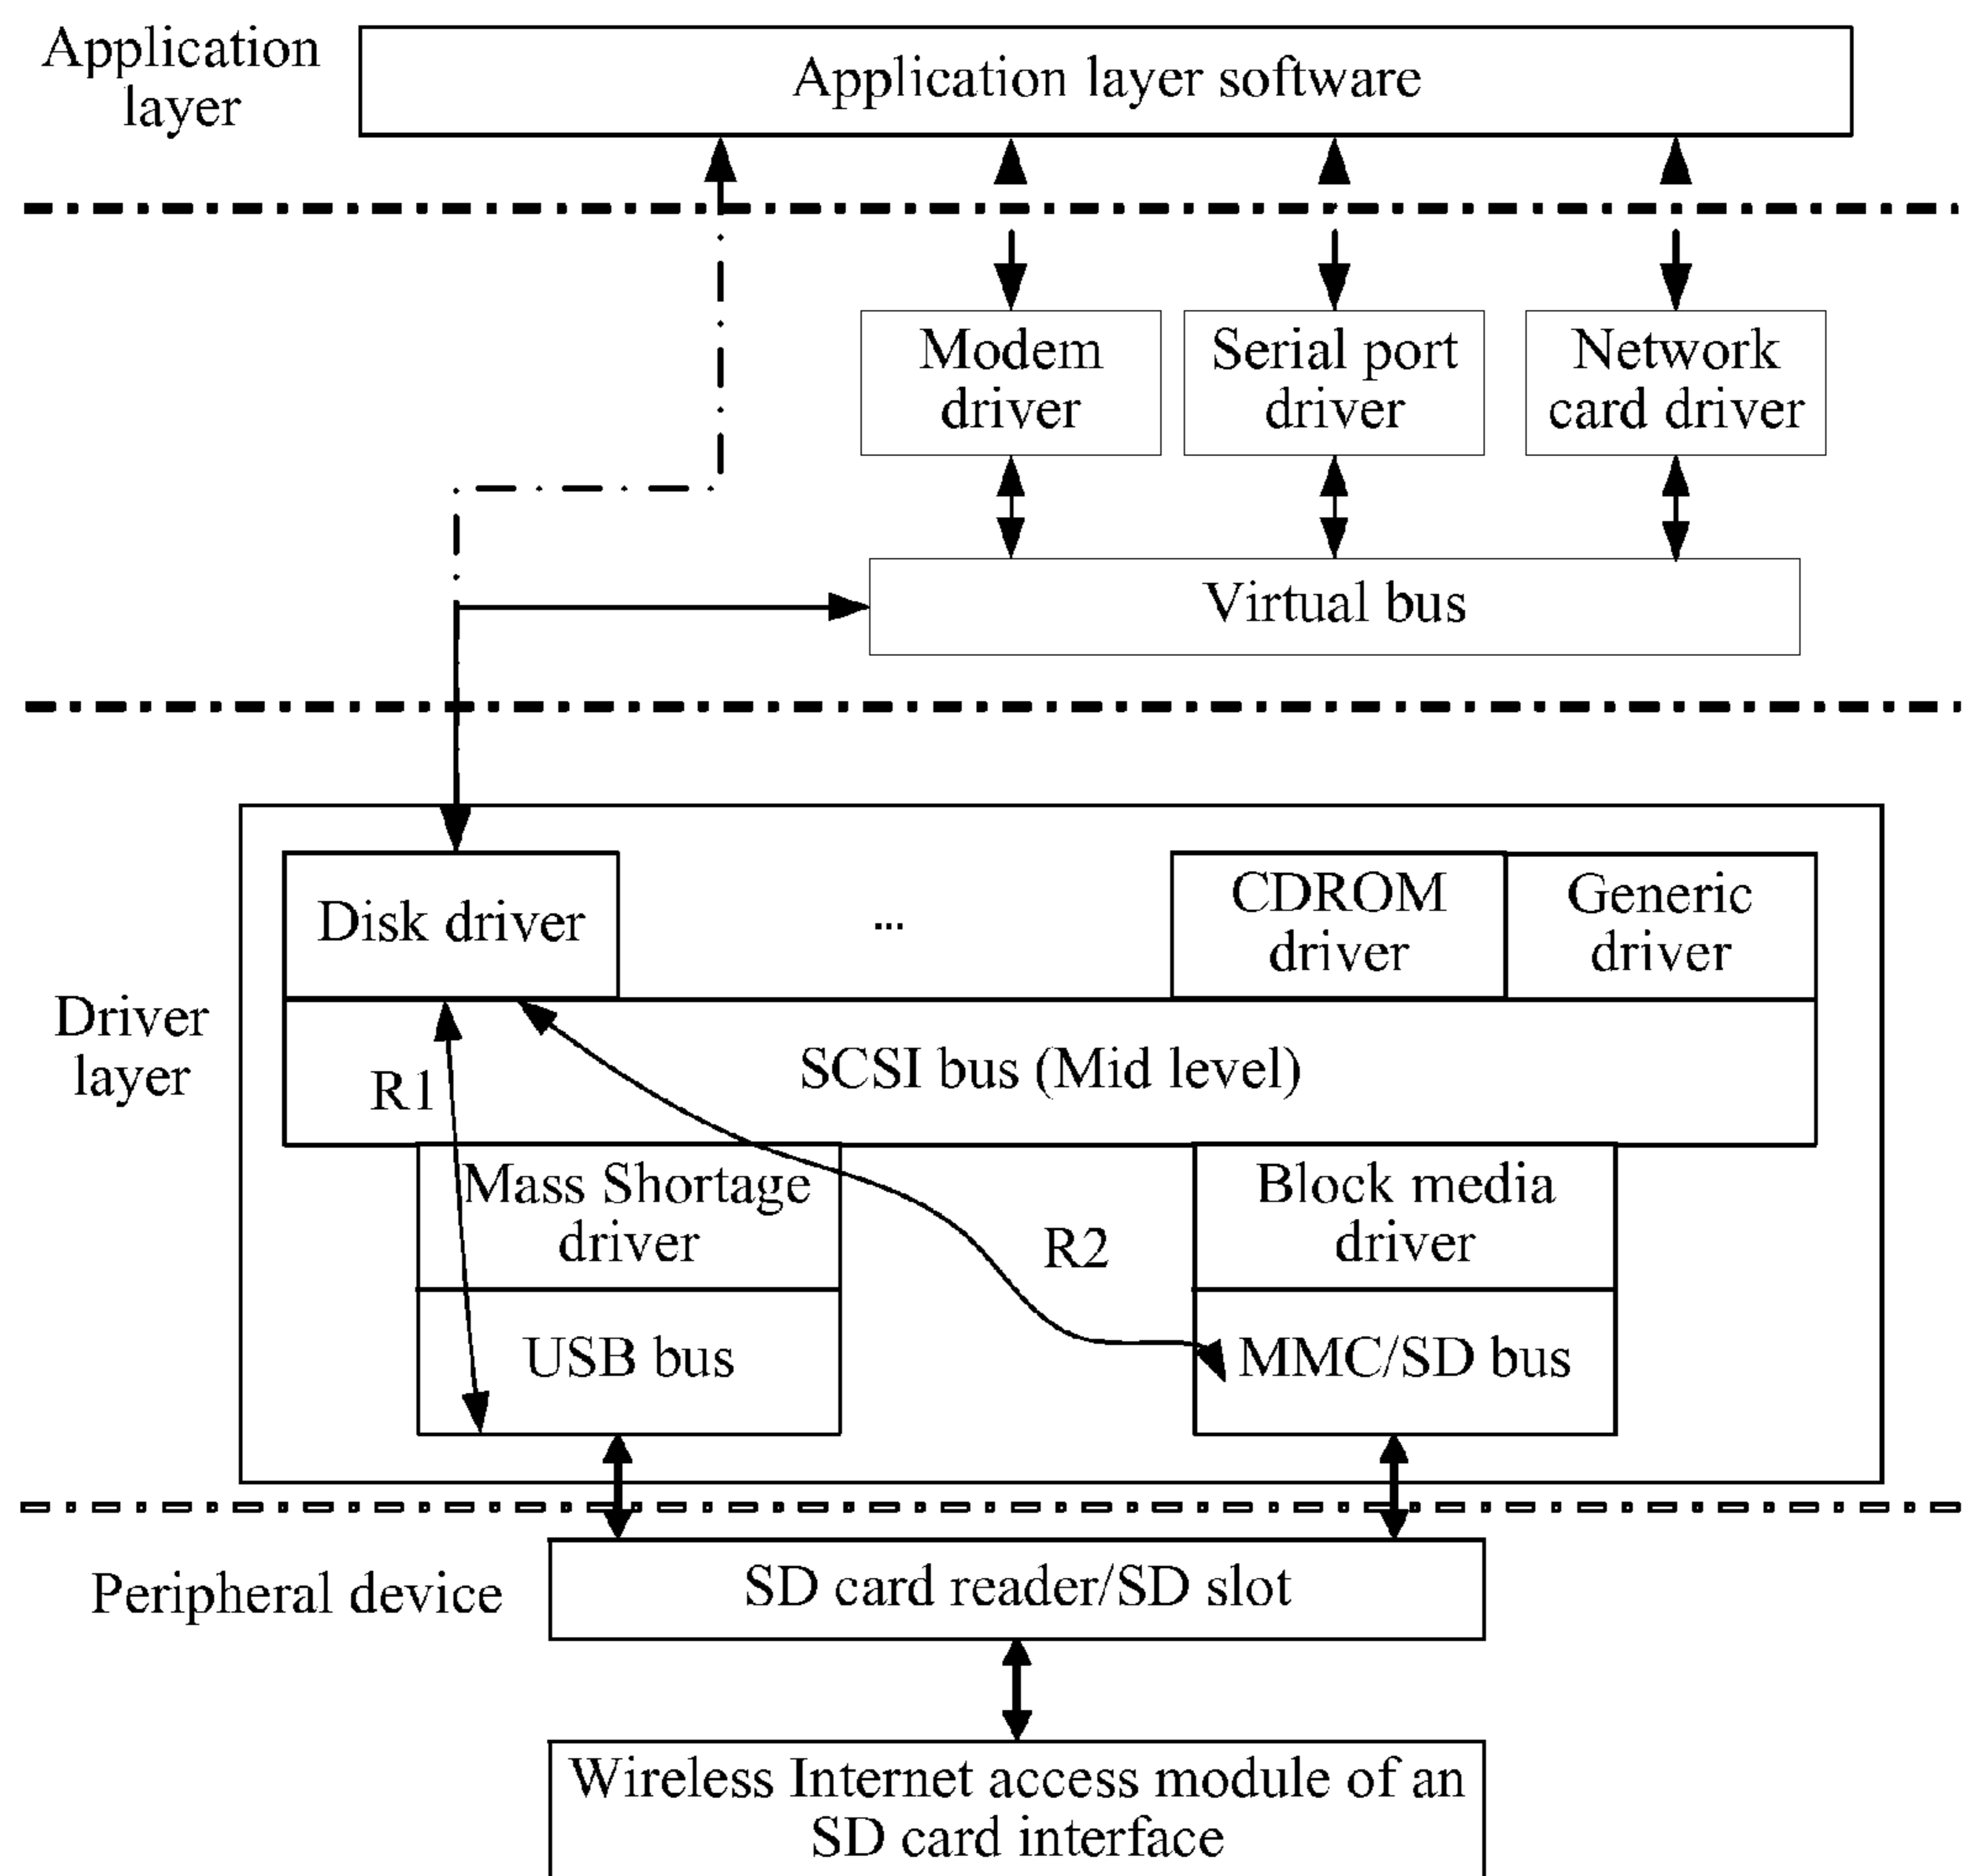 Application
layer
Application layer software
Modem
driver
Serial port
driver
Network
card driver
Virtual bus
Driver
layer
Disk driver
...
CDROM
driver
Generic
driver
SCSI bus (Mid level)
R1
Mass Shortage
driver
R2
Block media
driver
USB bus
MMC/SD bus
Peripheral device
SD card reader/SD slot
Wireless Internet access module of an
SD card interface